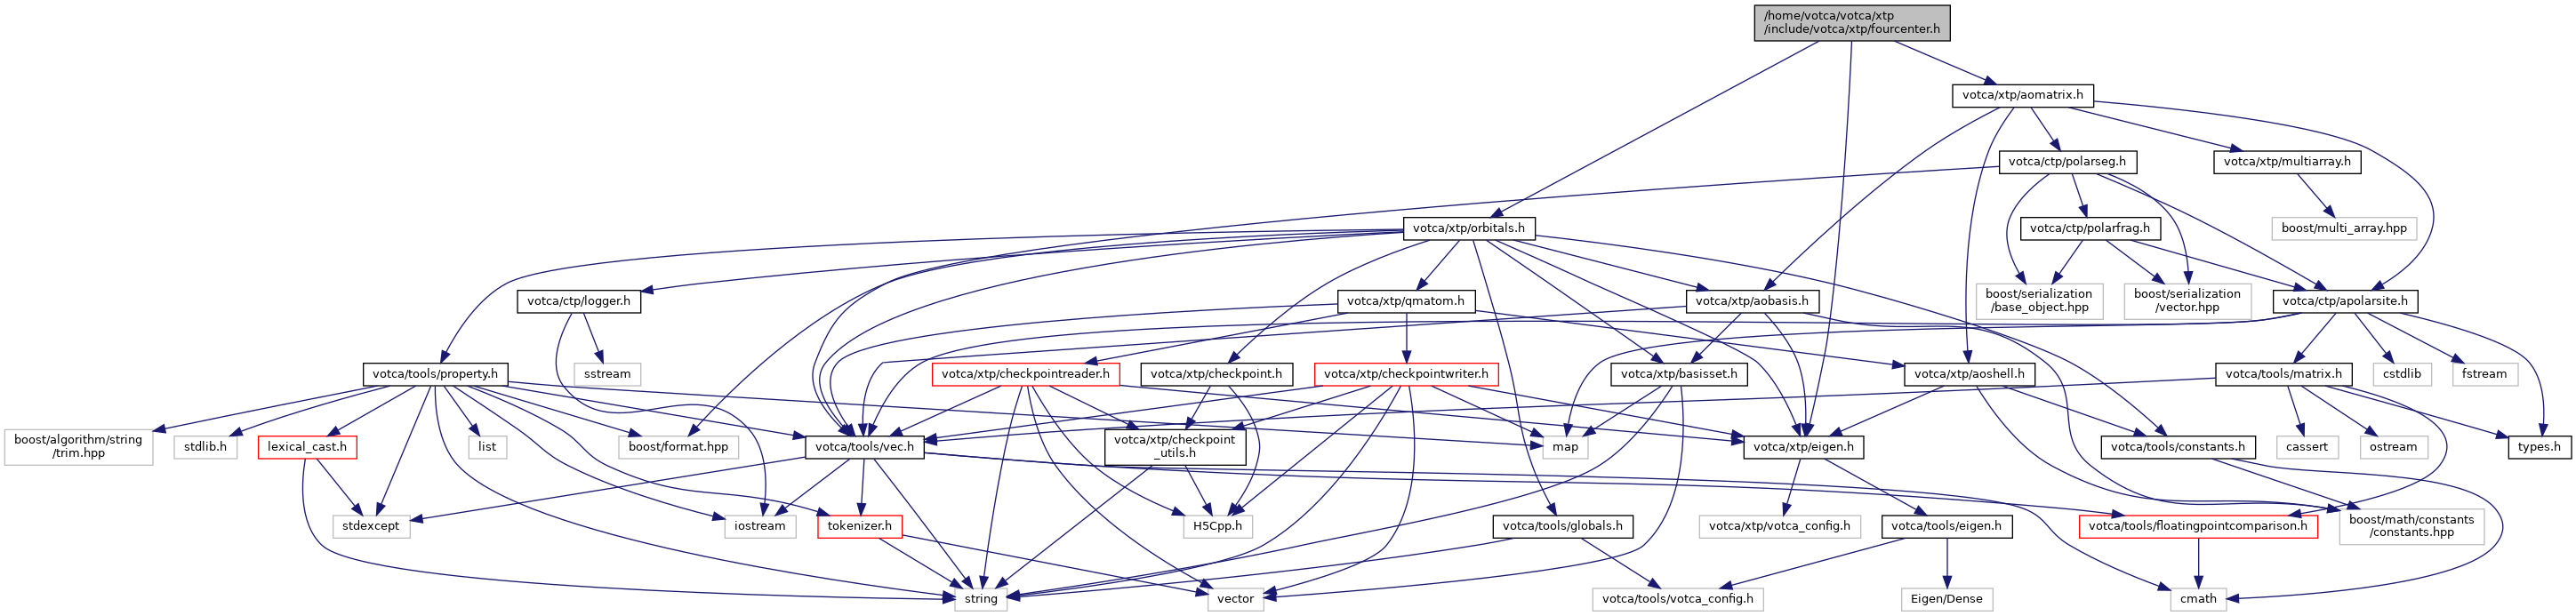 /home/votca/votca/xtp
/include/votca/xtp/fourcenter.h
votca/xtp/aomatrix.h
votca/ctp/polarseg.h
votca/xtp/multiarray.h
votca/xtp/orbitals.h
votca/ctp/polarfrag.h
boost/multi_array.hpp
votca/ctp/logger.h
votca/xtp/qmatom.h
votca/xtp/aobasis.h
boost/serialization
/base_object.hpp
boost/serialization
/vector.hpp
votca/ctp/apolarsite.h
votca/tools/property.h
sstream
votca/xtp/checkpointreader.h
votca/xtp/checkpoint.h
votca/xtp/checkpointwriter.h
votca/xtp/basisset.h
votca/xtp/aoshell.h
votca/tools/matrix.h
cstdlib
fstream
boost/algorithm/string
/trim.hpp
stdlib.h
lexical_cast.h
list
boost/format.hpp
votca/tools/vec.h
votca/xtp/checkpoint
_utils.h
map
votca/xtp/eigen.h
votca/tools/constants.h
cassert
ostream
types.h
stdexcept
iostream
tokenizer.h
H5Cpp.h
votca/tools/globals.h
votca/xtp/votca_config.h
votca/tools/eigen.h
votca/tools/floatingpointcomparison.h
boost/math/constants
/constants.hpp
string
vector
votca/tools/votca_config.h
Eigen/Dense
cmath